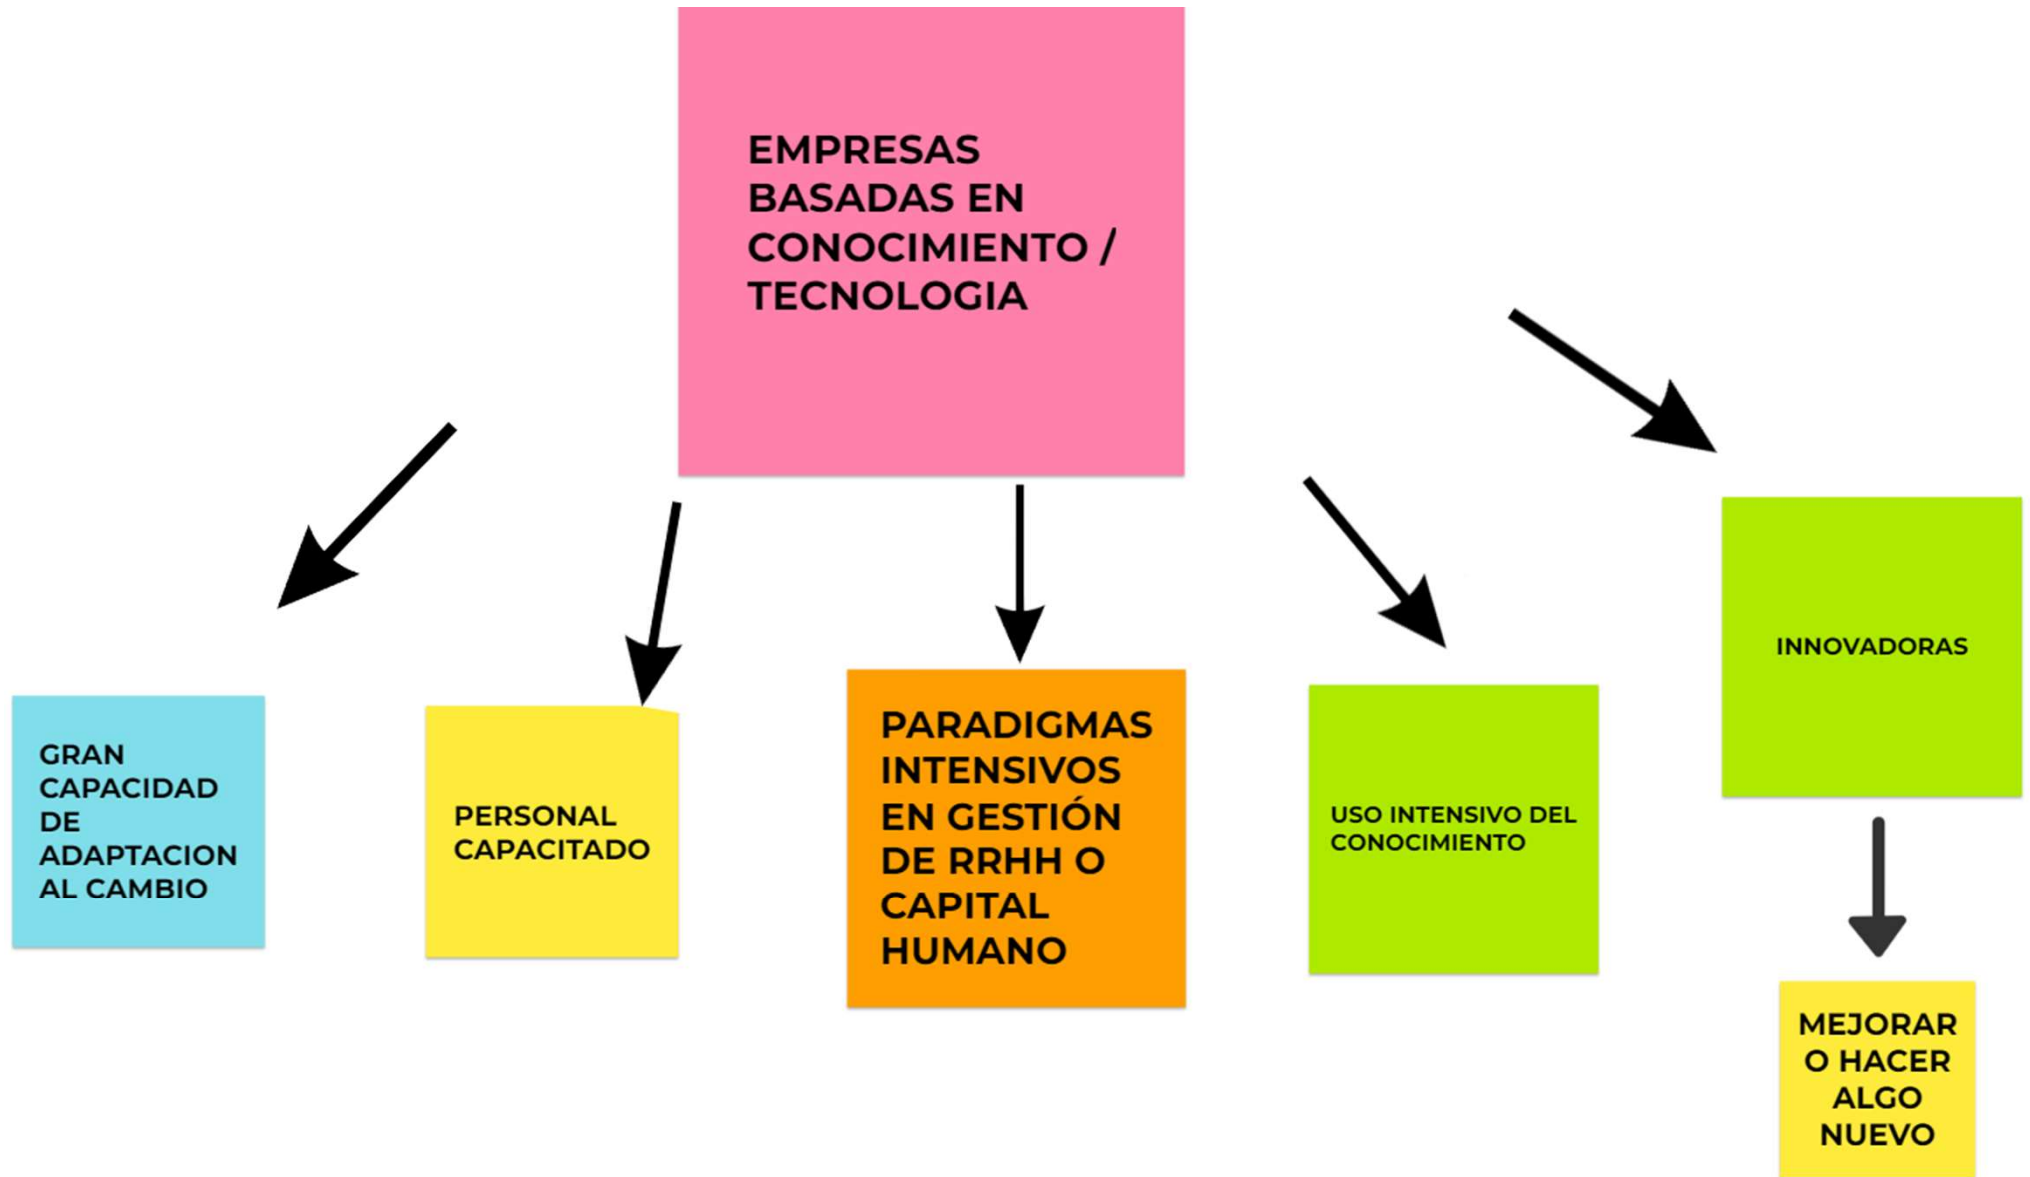 EMPRESAS
BASADAS EN
CONOCIMIENTO /
TECNOLOGIA
GRAN
CAPACIDAD
DE
ADAPTACION
AL CAMBIO
PERSONAL
CAPACITADO
PARADIGMAS
INTENSIVOS
EN GESTIÓN
DE RRHH O
CAPITAL
HUMANO
USO INTENSIVO DEL
CONOCIMIENTO
INNOVADORAS
MEJORAR
O HACER
ALGO
NUEVO